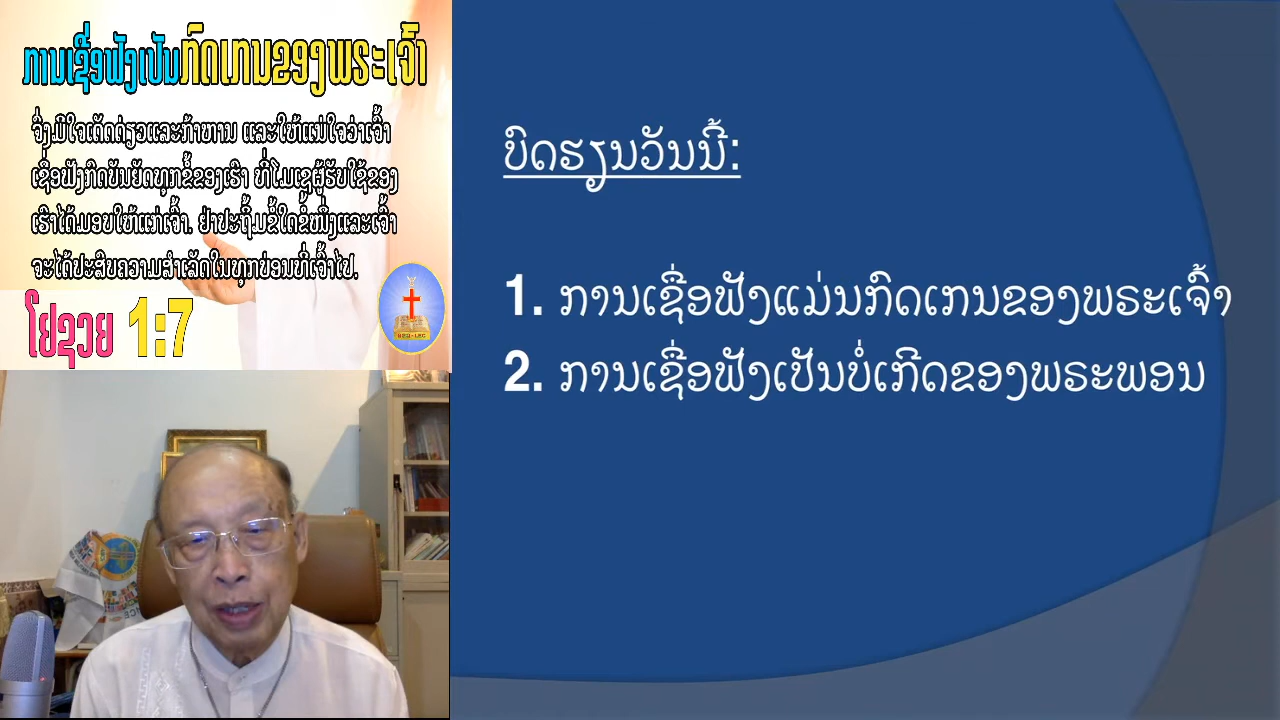 ການເຊື່ອຟັງເປັນກົດເກນຂອງພຣະເຈົ້າ
ຈົ່ງມີໃຈເດັດດ່ຽວແລະກ້າຫານ ແລະໃຫ້ແນ່ໃຈວ່າເຈົ້າ
ເຊື່ອຟັງກົດບັນຍັດທຸກຂໍ້ຂອງເຮົາ ທີ່ໂມເຊຜູ້ຮັບໃຊ້ຂອງ
ເຮົາໄດ້ມອບໃຫ້ແກ່ເຈົ້າ. ຢ່າປະຖິ້ມຂໍ້ໃດຂໍ້ໜຶ່ງແລະເຈົ້າ
ຈະໄດ້ປະສົບຄວາມສຳເລັດໃນທຸກບ່ອນທີ່ເຈົ້າໄປ.
ໂຢຊວຍ 1:7
ບົດຮຽນວັນນີ້:
1. ການເຊື່ອຟັງແມ່ນກົດເກນຂອງພຣະເຈົ້າ
2. ການເຊື່ອຟັງເປັນບໍ່ເກີດຂອງພຣະພອນ